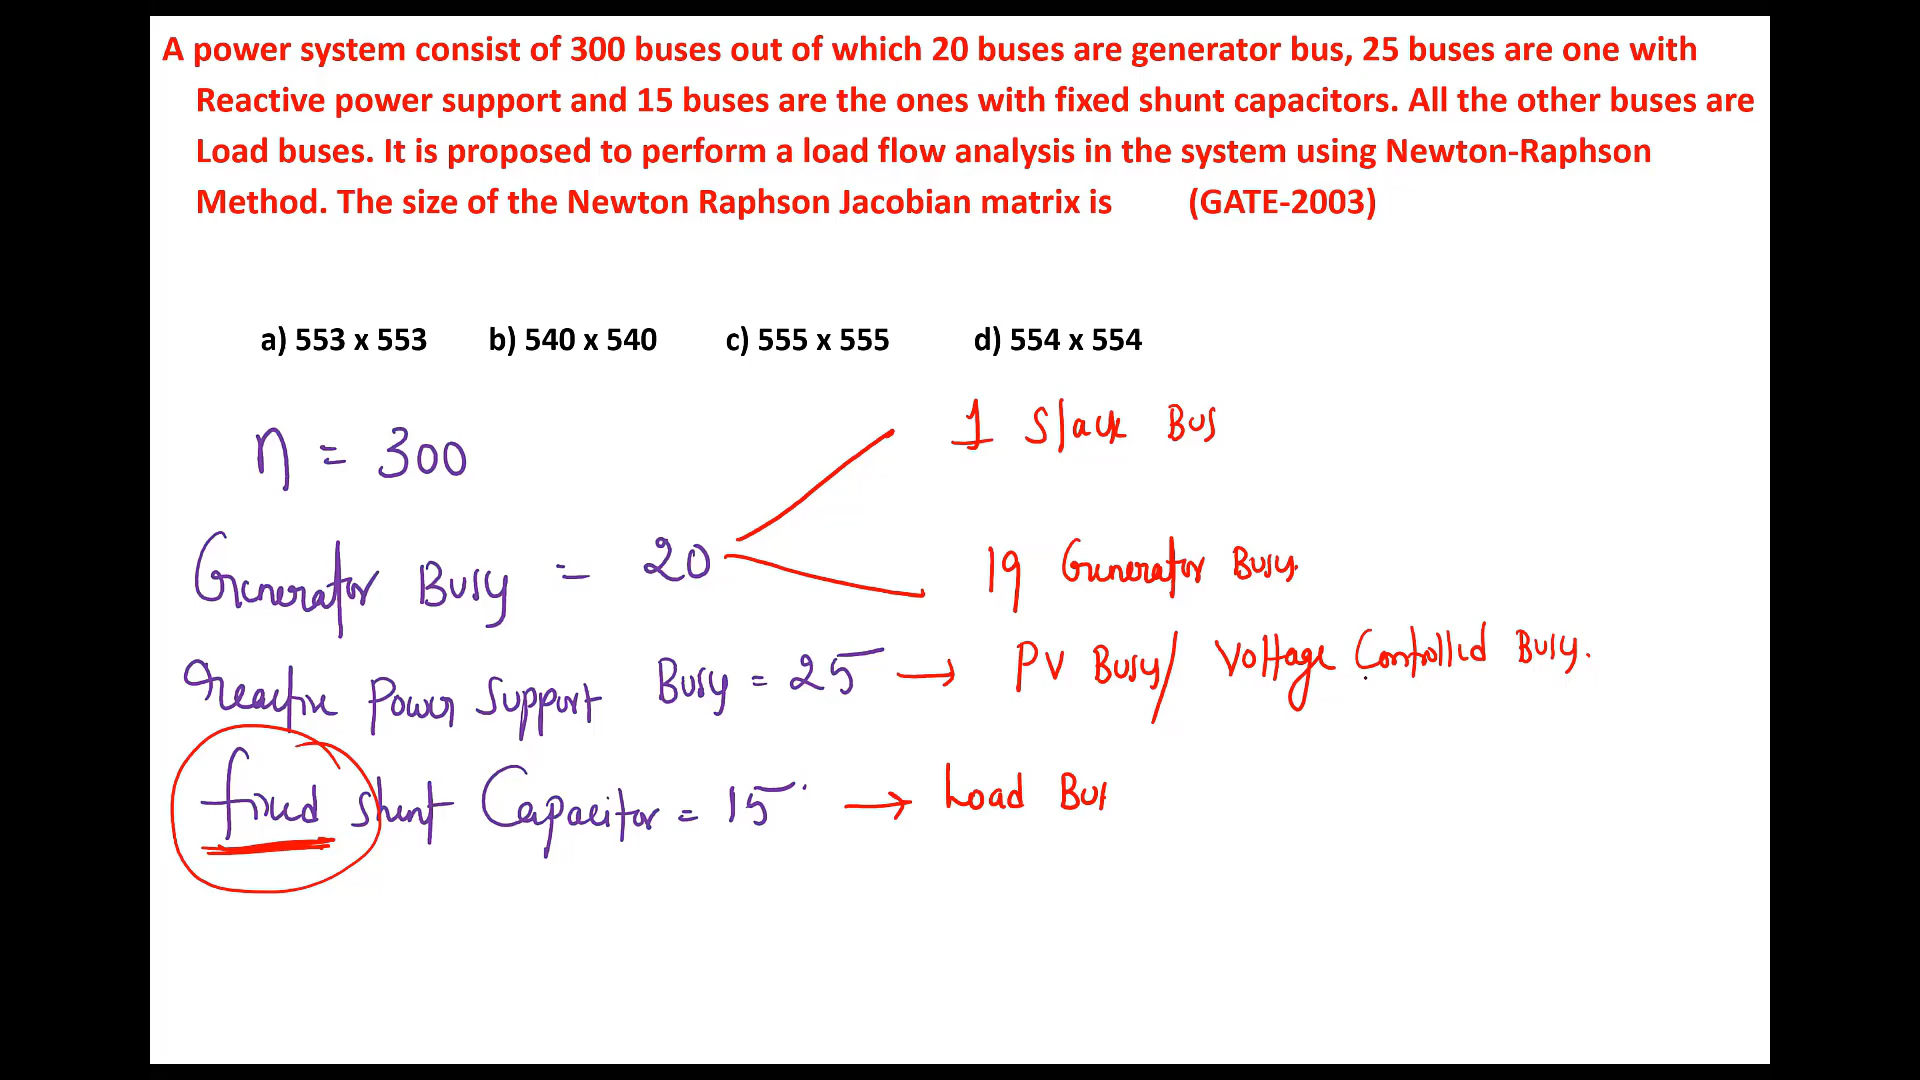 A power system consist of 300 buses out of which 20 buses are generator bus, 25 buses are one with
Reactive power support and 15 buses are the ones with fixed shunt capacitors. All the other buses are
Load buses. It is proposed to perform a load flow analysis in the system using Newton-Raphson
Method. The size of the Newton Raphson Jacobian matrix is (GATE-2003)
a) 553 x 553 b) 540 x 540 c) 555 x 555 d) 554 x 554
1 Slack Bus
n = 300
Generator Busy = 20
19 Generator Busy.
reactive Power Support Busy = 25 → PV Busy/ Voltage Controlled Busy.
fixed shunt Capacitor = 15 → Load Bus